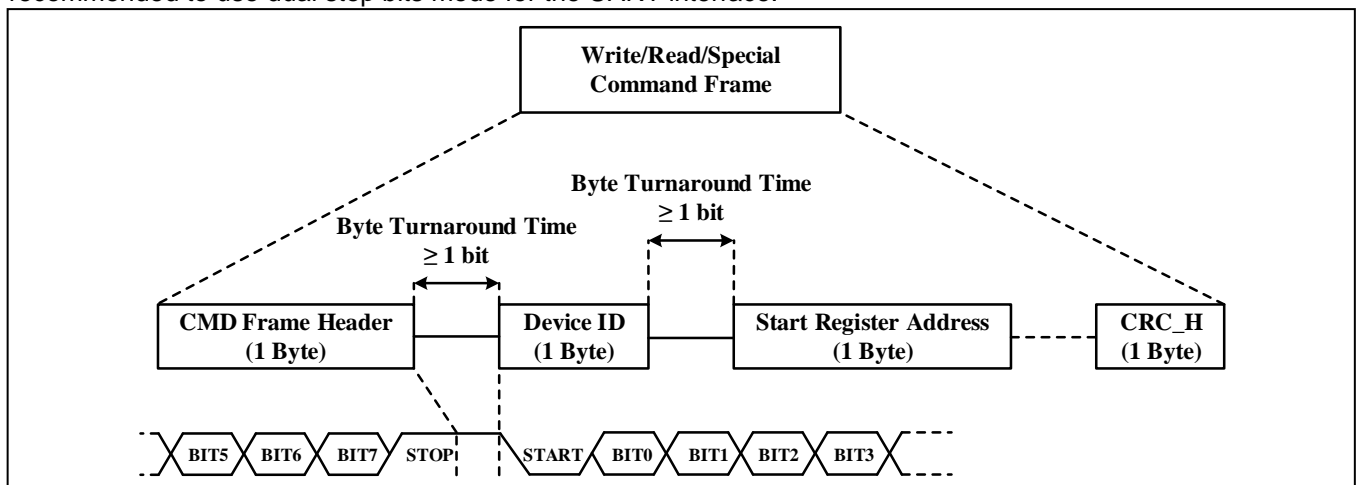 recommended to use dual stop bits mode for the UART interface.
Write/Read/Special
Command Frame
Byte Turnaround Time
≥ 1 bit
Byte Turnaround Time
≥ 1 bit
CMD Frame Header
(1 Byte)
Device ID
(1 Byte)
Start Register Address
(1 Byte)
CRC_H
(1 Byte)
BIT5 BIT6 BIT7 STOP START BIT0 BIT1 BIT2 BIT3